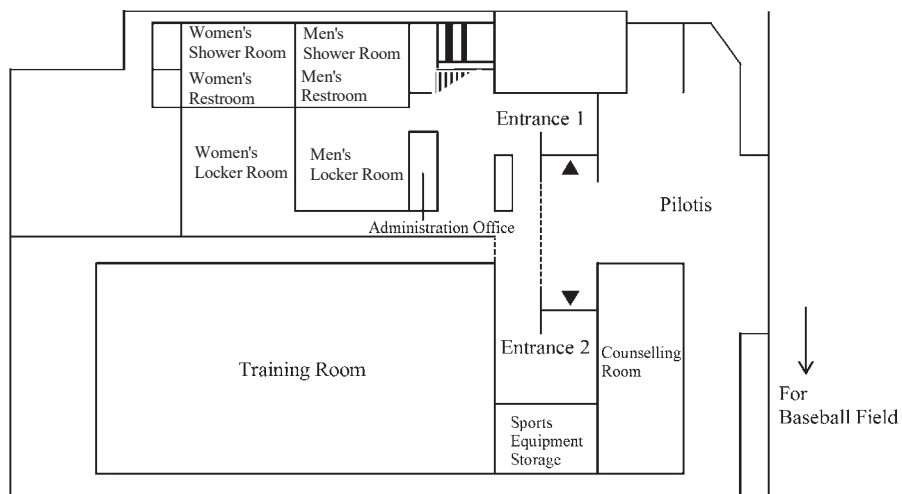 Women's
Shower Room
Men's
Shower Room
Women's
Restroom
Men's
Restroom
Entrance 1
Women's
Locker Room
Men's
Locker Room
Pilotis
Administration Office
Entrance 2
Training Room
Counselling
Room
For
Baseball Field
Sports
Equipment
Storage